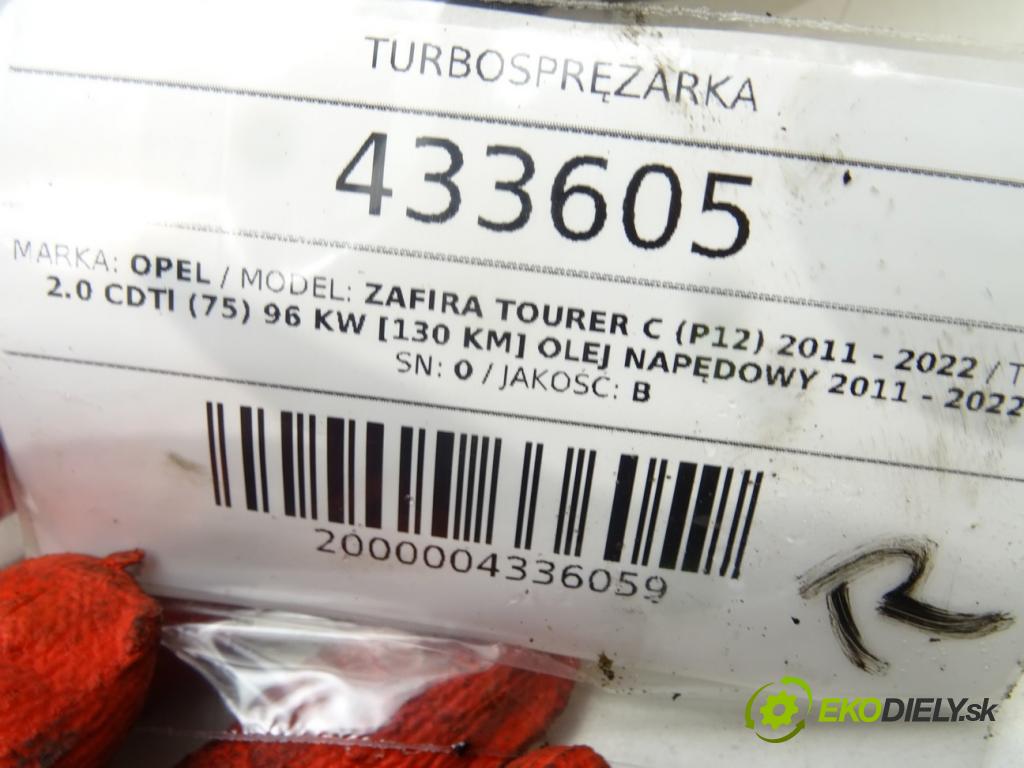 TURBOSPRĘŻARKA
433605
MARKA: OPEL / MODEL: ZAFIRA TOURER C (P12) 2011 - 2022 / T
2.0 CDTI (75) 96 KW [130 KM] OLEJ NAPĘDOWY 2011 - 2022
SN: 0 / JAKOŚĆ: B
2000004336059
R
EKODIELY.sk